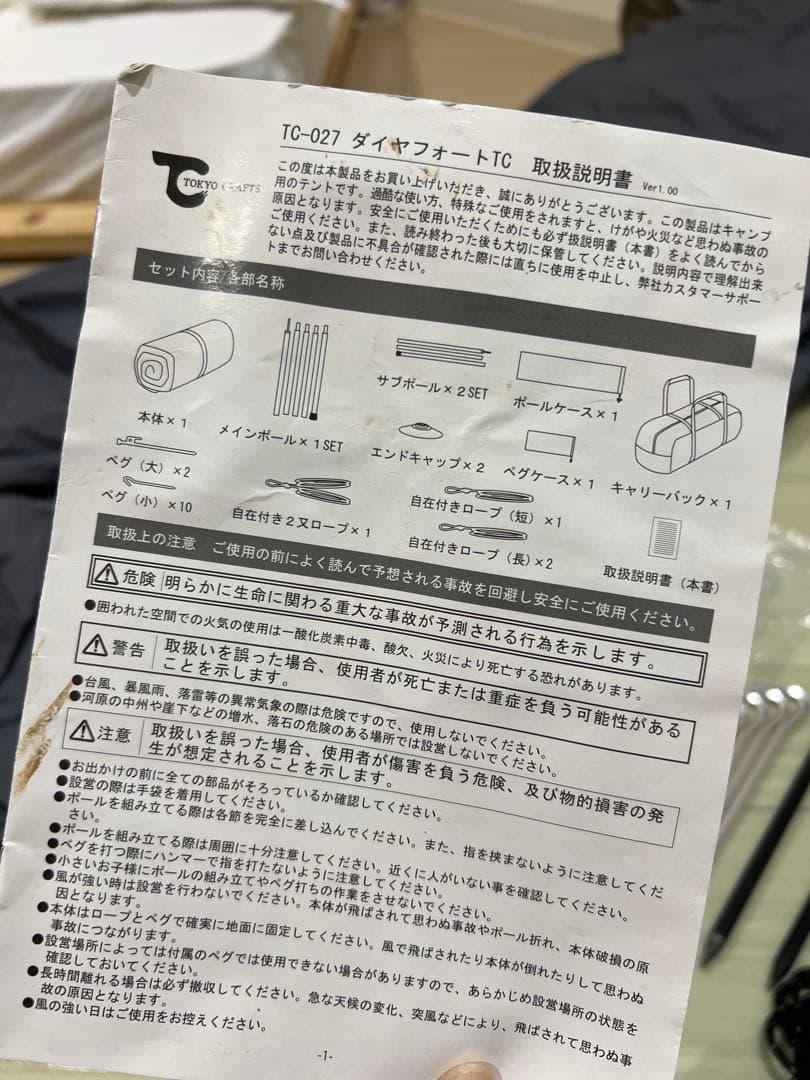 TC-027 ダイヤフォートTC 取扱説明書 Ver1.00
TOKYO CRAFTS
この度は本製品をお買い上げいただき、誠にありがとうございます。この製品はキャンプ
用のテントです。過酷な使い方、特殊なご使用をされますと、けがや火災など思わぬ事故の
原因となります。安全にご使用いただくためにも必ず扱説明書（本書）をよく読んでから
ご使用ください。また、読み終わった後も大切に保管してください。説明内容で理解出来
ない点及び製品に不具合が確認された際には直ちに使用を中止し、弊社カスタマーサポー
トまでお問い合わせください。
セット内容/各部名称
本体×1
メインポール×1SET
サブポール×2SET
ポールケース×1
エンドキャップ×2
ペグケース×1
キャリーバック×1
ペグ（大）×2
ペグ（小）×10
自在付き2又ロープ×1
自在付きロープ（短）×1
自在付きロープ（長）×2
取扱説明書（本書）
取扱上の注意 ご使用の前によく読んで予想される事故を回避し安全にご使用ください。
危険 明らかに生命に関わる重大な事故が予測される行為を示します。
●囲われた空間での火気の使用は一酸化炭素中毒、酸欠、火災により死亡する恐れがあります。
警告 取扱いを誤った場合、使用者が死亡または重症を負う可能性がある
ことを示します。
●台風、暴風雨、落雷等の異常気象の際は危険ですので、使用しないでください。
●河原の中州や崖下などの増水、落石の危険のある場所では設営しないでください。
注意 取扱いを誤った場合、使用者が傷害を負う危険、及び物的損害の発
生が想定されることを示します。
●お出かけの前に全ての部品がそろっているか確認してください。
●設営の際は手袋を着用してください。
●ポールを組み立てる際は各節を完全に差し込んでください。また、指を挟まないように注意してくだ
さい。
●ポールを組み立てる際は周囲に十分注意してください。近くに人がいない事を確認してください。
●ペグを打つ際にハンマーで指を打たないように注意してください。
●小さいお子様にポールの組み立てやペグ打ちの作業をさせないでください。
●風が強い時は設営を行わないでください。本体が飛ばされて思わぬ事故やポール折れ、本体破損の原
因となります。
●本体はロープとペグで確実に地面に固定してください。風で飛ばされたり本体が倒れたりして思わぬ
事故につながります。
●設営場所によっては付属のペグでは使用できない場合がありますので、あらかじめ設営場所の状態を
確認しておいてください。
●長時間離れる場合は必ず撤収してください。急な天候の変化、突風などにより、飛ばされて思わぬ事
故の原因となります。
●風の強い日はご使用をお控えください。
-1-